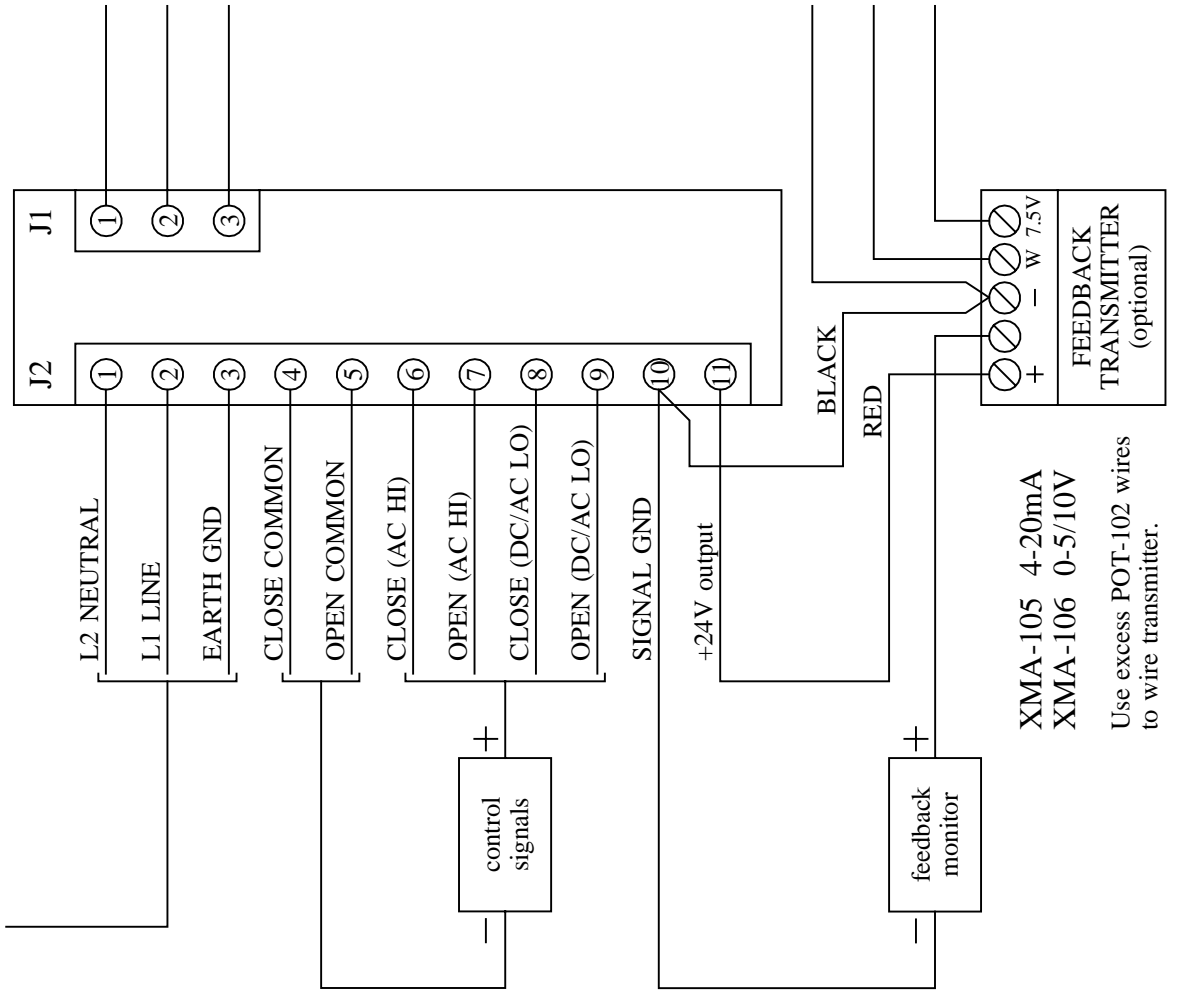 J1
1
2
3
J2
1
2
3
4
5
6
7
8
9
10
11
L2 NEUTRAL
L1 LINE
EARTH GND
CLOSE COMMON
OPEN COMMON
CLOSE (AC HI)
OPEN (AC HI)
CLOSE (DC/AC LO)
OPEN (DC/AC LO)
SIGNAL GND
+24V output
BLACK
RED
+
−
W
7.5V
FEEDBACK
TRANSMITTER
(optional)
+
control
signals
−
+
feedback
monitor
−
XMA-105 4-20mA
XMA-106 0-5/10V
Use excess POT-102 wires
to wire transmitter.